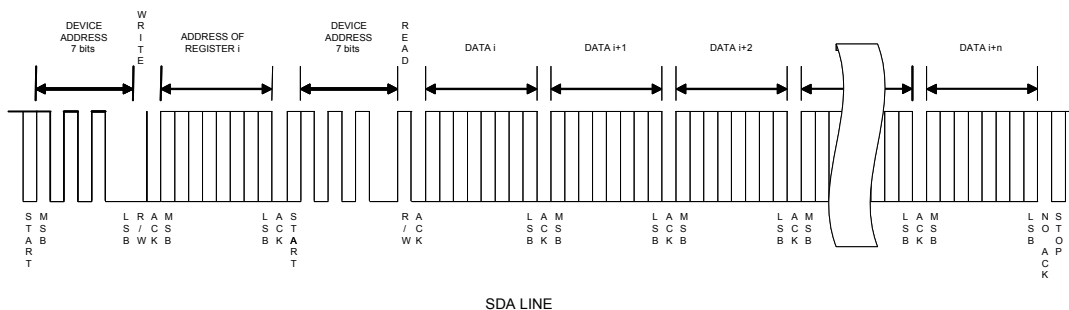 DEVICE
ADDRESS
7 bits
WRITE
ADDRESS OF
REGISTER i
DEVICE
ADDRESS
7 bits
READ
DATA i
DATA i+1
DATA i+2
DATA i+n
START
MSB
LSB
R/W
ACK
MSB
LSB
ACK
START
R/W
ACK
LSB
ACK
MSB
LSB
ACK
MSB
LSB
ACK
MSB
LSB
ACK
MSB
LSB
NO ACK
STOP
SDA LINE